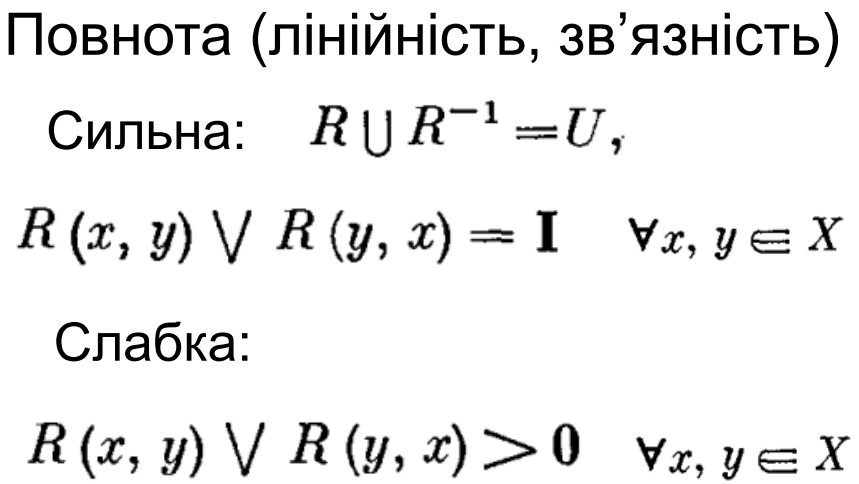 Повнота (лінійність, зв’язність)
Сильна: R ⋃ R⁻¹ = U,
R (x, y) ⋁ R (y, x) = I ∀x, y ∈ X
Слабка:
R (x, y) ⋁ R (y, x) > 0 ∀x, y ∈ X